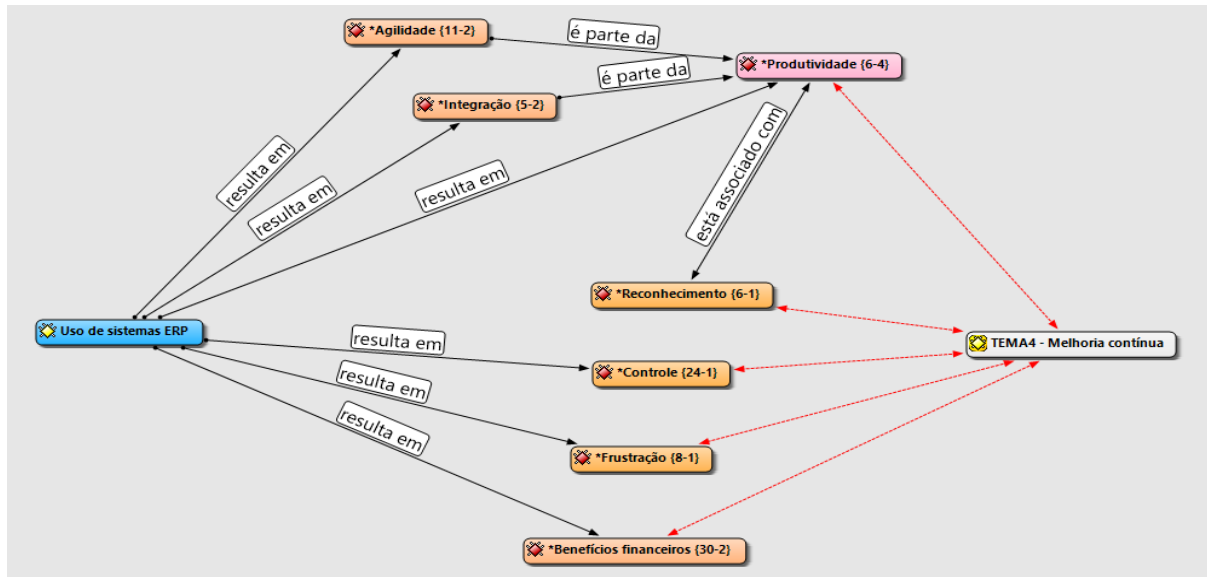 *Agilidade {11-2}
é parte da
*Produtividade {6-4}
é parte da
*Integração {5-2}
resulta em
resulta em
resulta em
está associado com
*Reconhecimento {6-1}
Uso de sistemas ERP
resulta em
TEMA4 - Melhoria contínua
*Controle {24-1}
resulta em
resulta em
*Frustração {8-1}
*Benefícios financeiros {30-2}